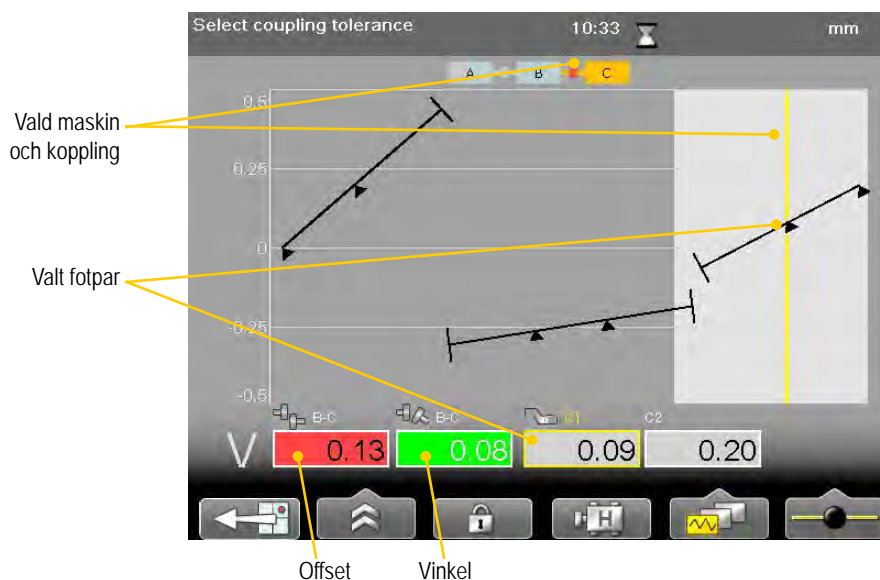 Select coupling tolerance 10:33 mm
A B C
Vald maskin
och koppling
0.5
0.25
0
-0.25
-0.5
Valt fotpar
B-C B-C C1 C2
V 0.13 0.08 0.09 0.20
H
Offset Vinkel